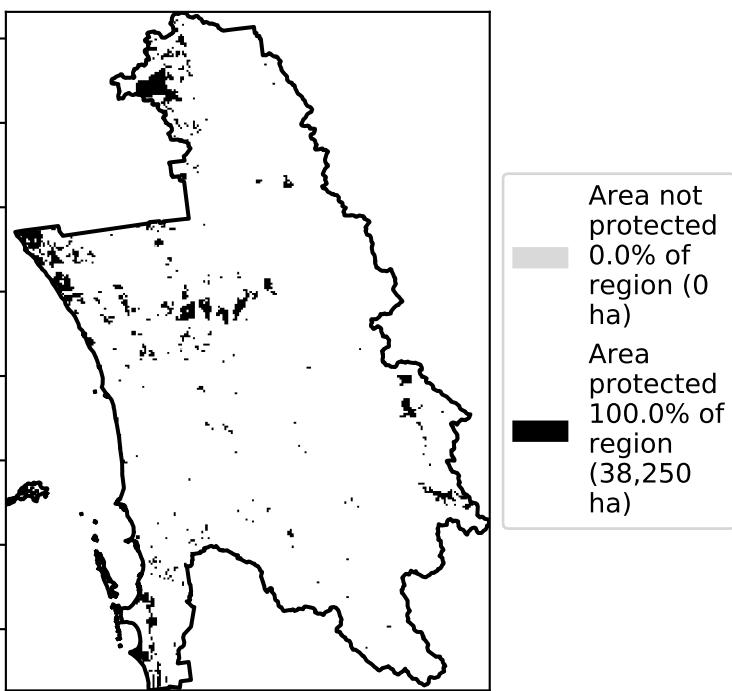 Area not
protected
0.0% of
region (0
ha)
Area
protected
100.0% of
region
(38,250
ha)